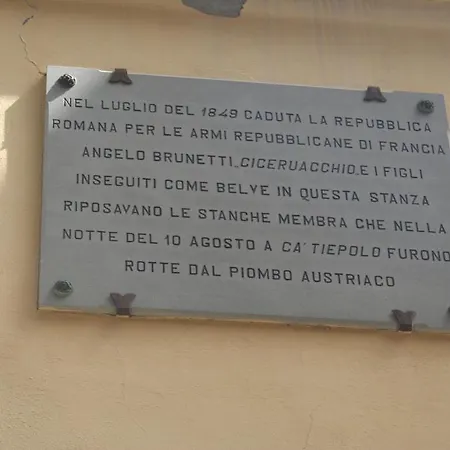 NEL LUGLIO DEL 1849 CADUTA LA REPUBBLICA
ROMANA PER LE ARMI REPUBBLICANE DI FRANCIA
ANGELO BRUNETTI "CICERUACCHIO" E I FIGLI
INSEGUITI COME BELVE IN QUESTA STANZA
RIPOSAVANO LE STANCHE MEMBRA CHE NELLA
NOTTE DEL 10 AGOSTO A CA' TIEPOLO FURONO
ROTTE DAL PIOMBO AUSTRIACO